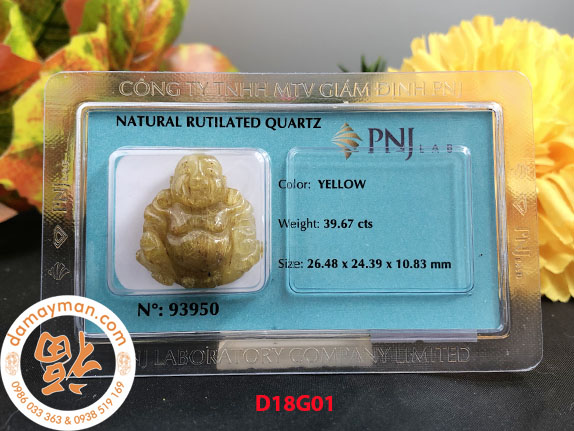 CÔNG TY TNHH MTV GIÁM ĐỊNH PNJ
NATURAL RUTILATED QUARTZ
PNJ
LAB
Color: YELLOW
Weight: 39.67 cts
Size: 26.48 x 24.39 x 10.83 mm
N°: 93950
PNJ LABORATORY COMPANY LIMITED
damayman.com
福
0986 033 363 & 0938 519 169
D18G01